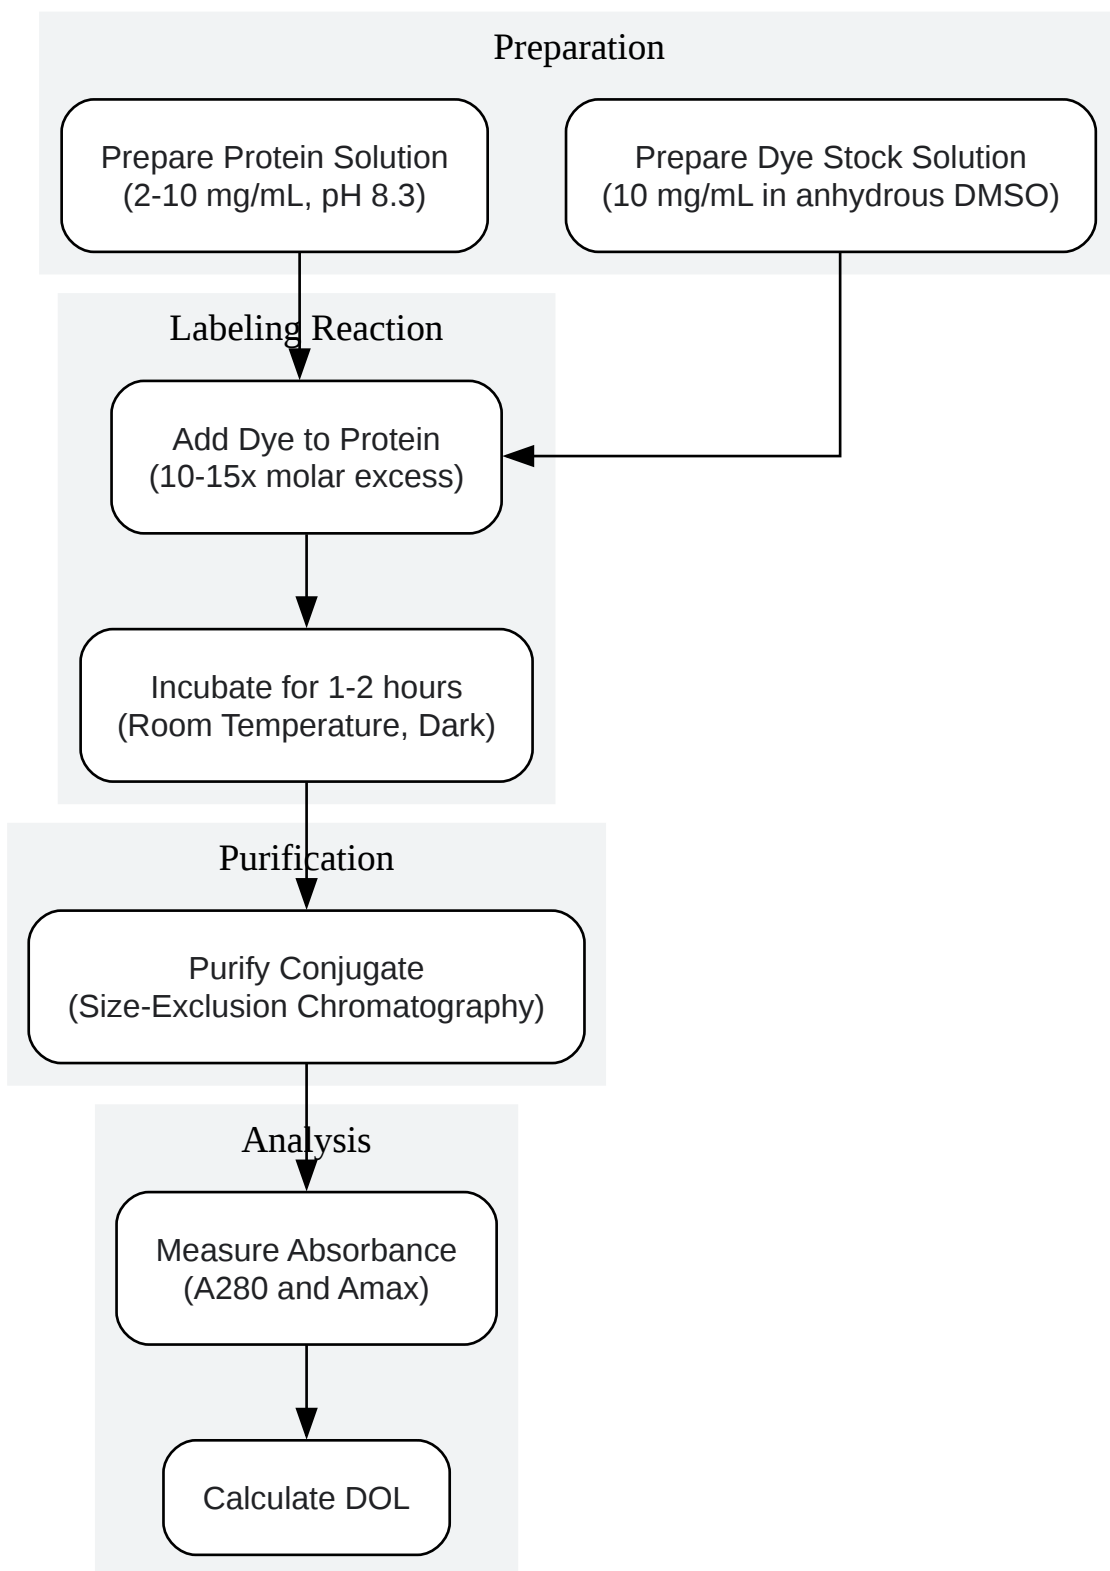 Preparation
Prepare Protein Solution
(2-10 mg/mL, pH 8.3)
Prepare Dye Stock Solution
(10 mg/mL in anhydrous DMSO)
Labeling Reaction
Add Dye to Protein
(10-15x molar excess)
Incubate for 1-2 hours
(Room Temperature, Dark)
Purification
Purify Conjugate
(Size-Exclusion Chromatography)
Analysis
Measure Absorbance
(A280 and Amax)
Calculate DOL